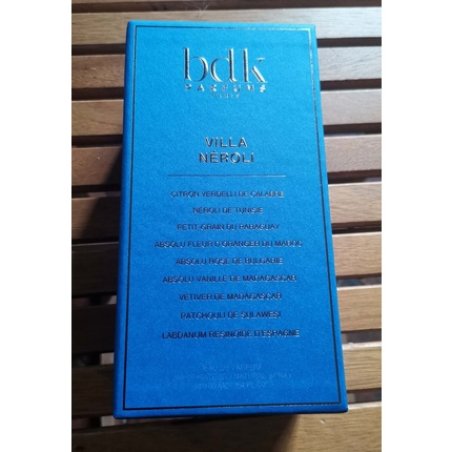 bdk
PARFUMS
VILLA
NÉROLI
CITRON VERDELLI DE CALABRE
NEROLI DE TUNISIE
PETIT GRAIN DU PARAGUAY
ABSOLU FLEUR D'ORANGER DU MAROC
ABSOLU ROSE DE BULGARIE
ABSOLU VANILLE DE MADAGASCAR
VETIVER DE MADAGASCAR
PATCHOULI DE SULAWESI
LABDANUM RESINOIDE D'ESPAGNE